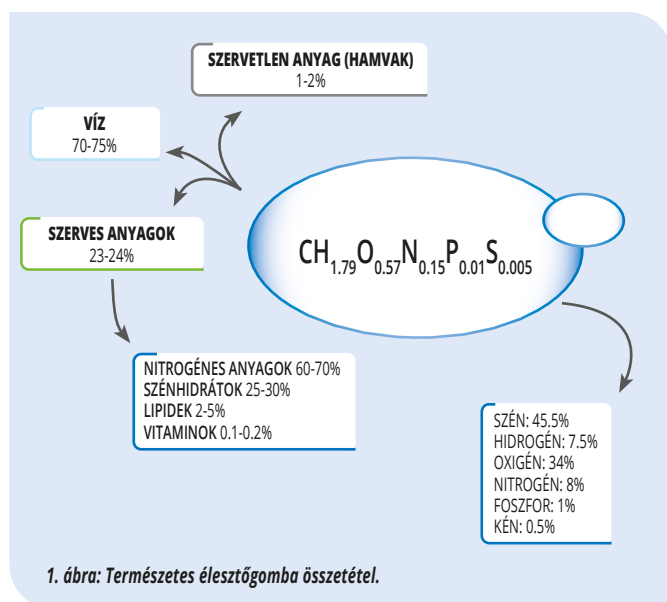 SZERVETLEN ANYAG (HAMVAK)
1-2%
VÍZ
70-75%
SZERVES ANYAGOK
23-24%
CH1.79O0.57N0.15P0.01S0.005
NITROGÉNES ANYAGOK 60-70%
SZÉNHIDRÁTOK 25-30%
LIPIDEK 2-5%
VITAMINOK 0.1-0.2%
SZÉN: 45.5%
HIDROGÉN: 7.5%
OXIGÉN: 34%
NITROGÉN: 8%
FOSZFOR: 1%
KÉN: 0.5%
1. ábra: Természetes élesztőgomba összetétel.